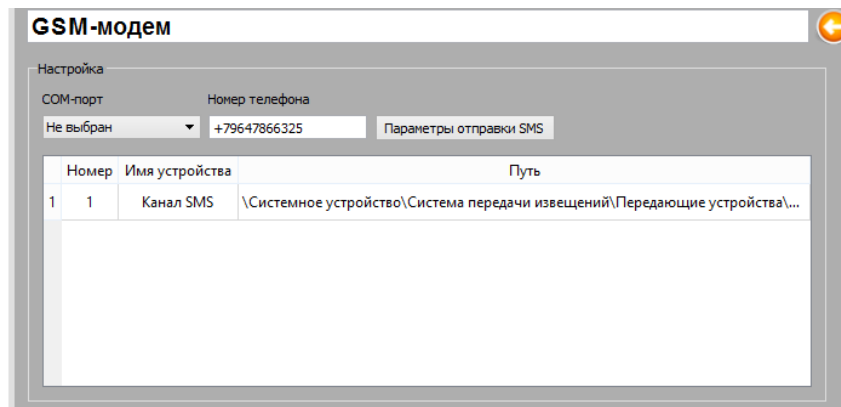 GSM-модем
Настройка
COM-порт Номер телефона
Не выбран +79647866325 Параметры отправки SMS
Номер Имя устройства Путь
1 1 Канал SMS \Системное устройство\Система передачи извещений\Передающие устройства\...